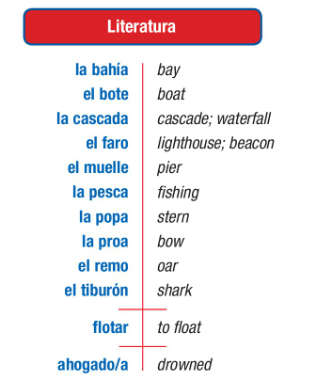 Literatura
la bahía bay
el bote boat
la cascada cascade; waterfall
el faro lighthouse; beacon
el muelle pier
la pesca fishing
la popa stern
la proa bow
el remo oar
el tiburón shark
flotar to float
ahogado/a drowned